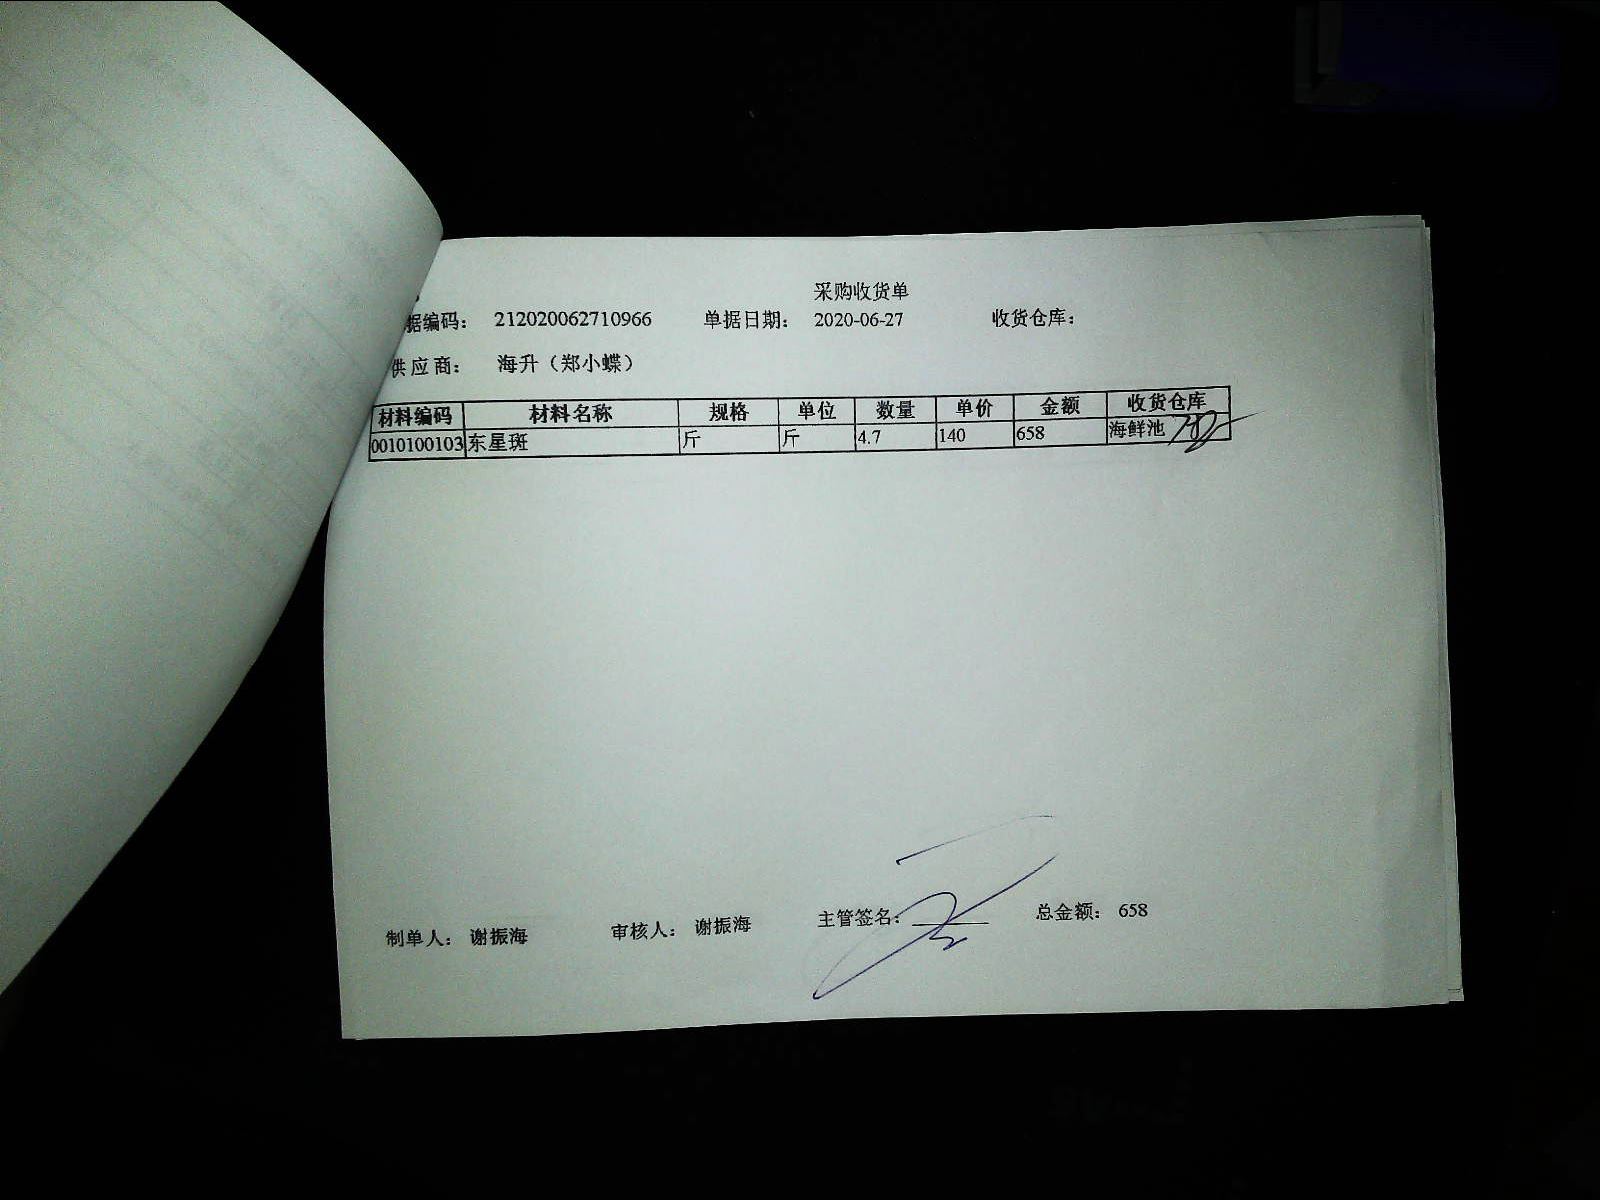 采购收货单
据编码： 212020062710966 单据日期： 2020-06-27 收货仓库：
供应商： 海升（郑小蝶）
材料编码 材料名称 规格 单位 数量 单价 金额 收货仓库
0010100103 东星斑 斤 斤 4.7 140 658 海鲜池
制单人： 谢振海 审核人： 谢振海 主管签名： 总金额： 658